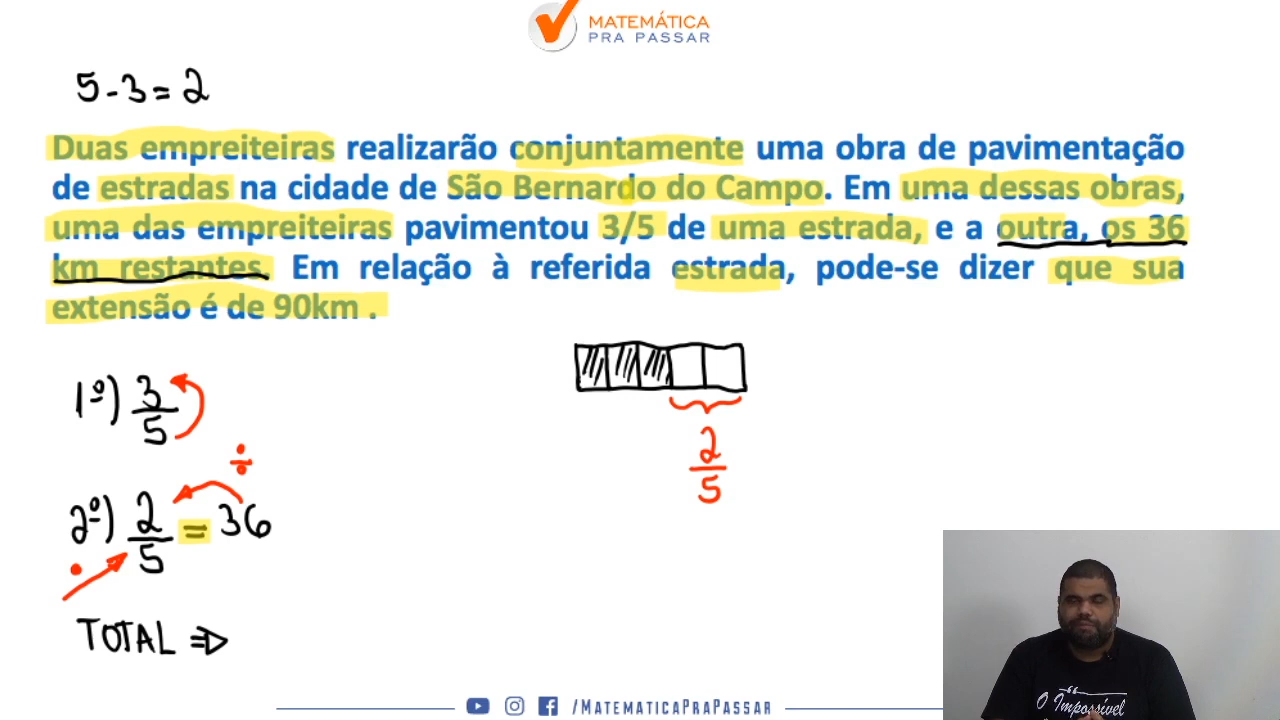 MATEMÁTICA
PRA PASSAR
5-3=2
Duas empreiteiras realizarão conjuntamente uma obra de pavimentação
de estradas na cidade de São Bernardo do Campo. Em uma dessas obras,
uma das empreiteiras pavimentou 3/5 de uma estrada, e a outra, os 36
km restantes. Em relação à referida estrada, pode-se dizer que sua
extensão é de 90km .
1º) 3/5
÷
2º) 2/5 = 36
2/5
TOTAL ⇒
O Impossível
/MatematicaPraPassar